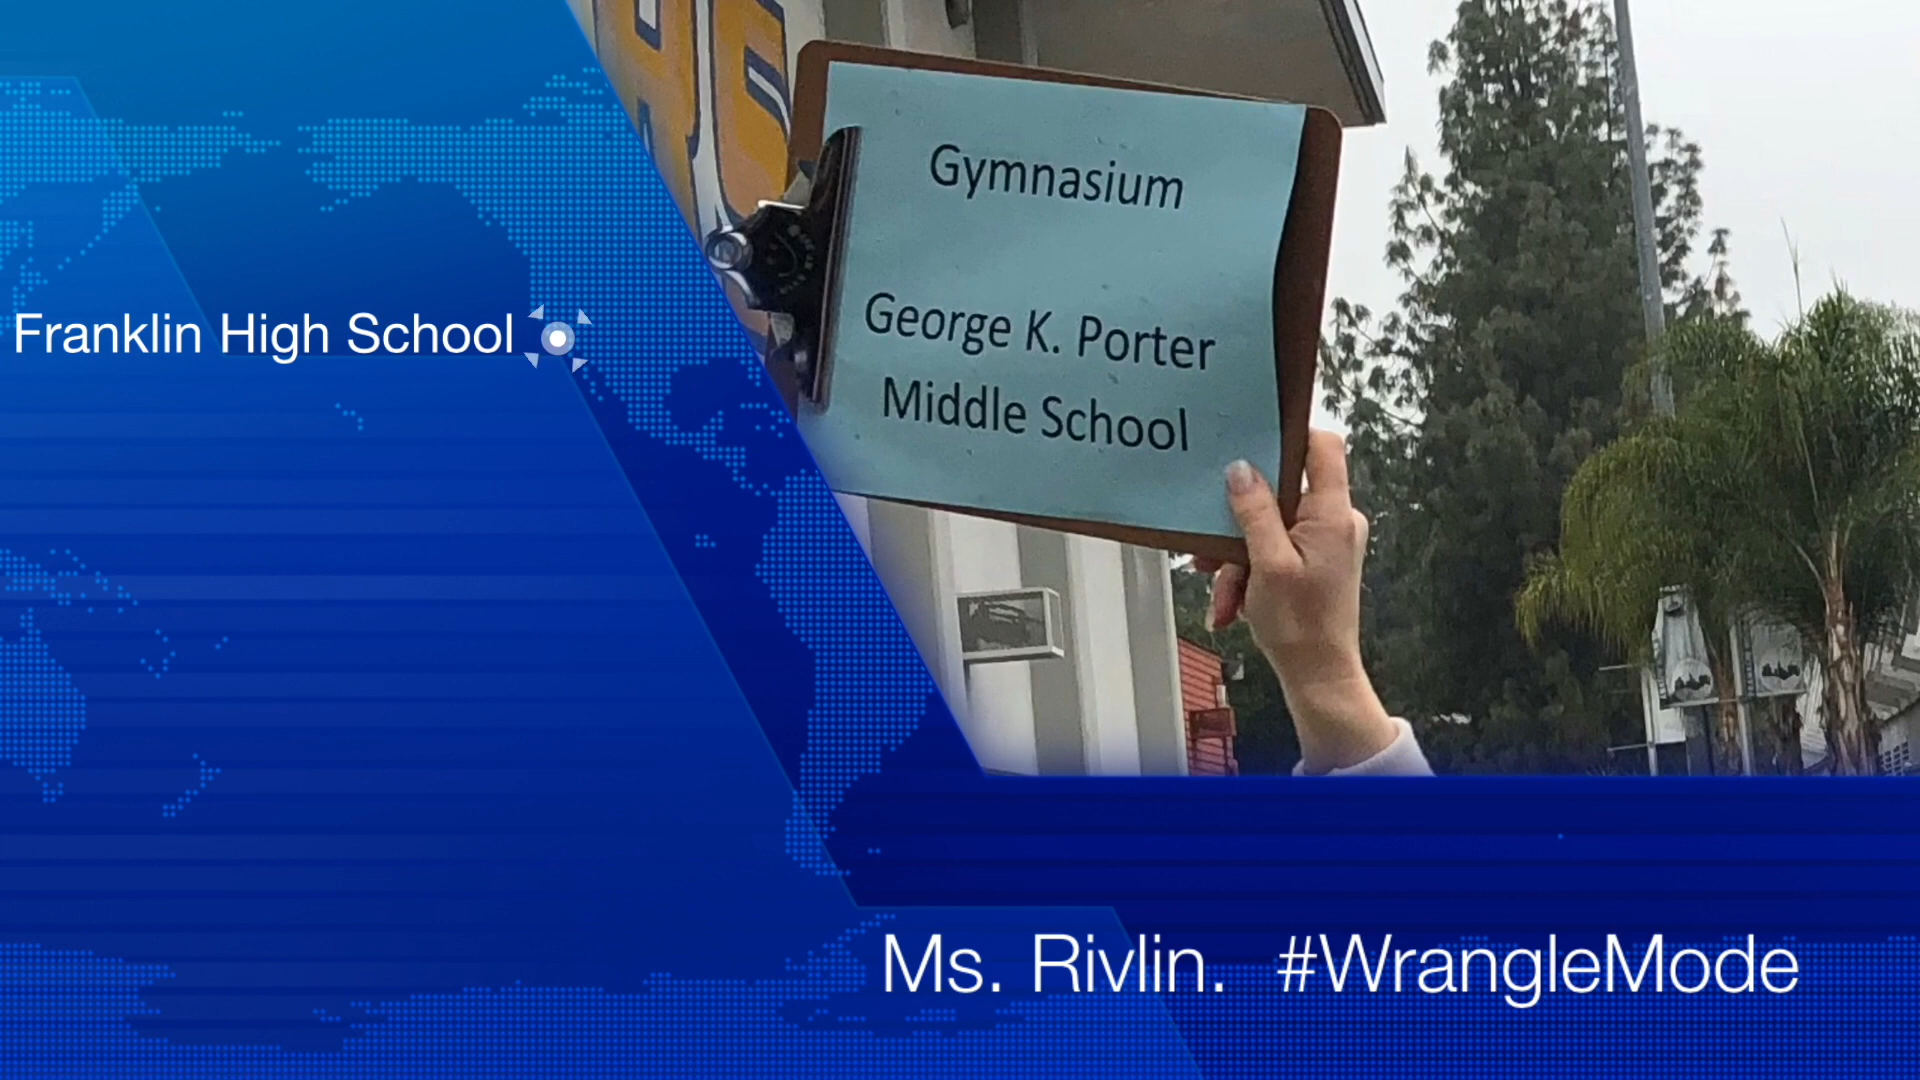 Gymnasium
George K. Porter
Middle School
Franklin High School
Ms. Rivlin. #WrangleMode